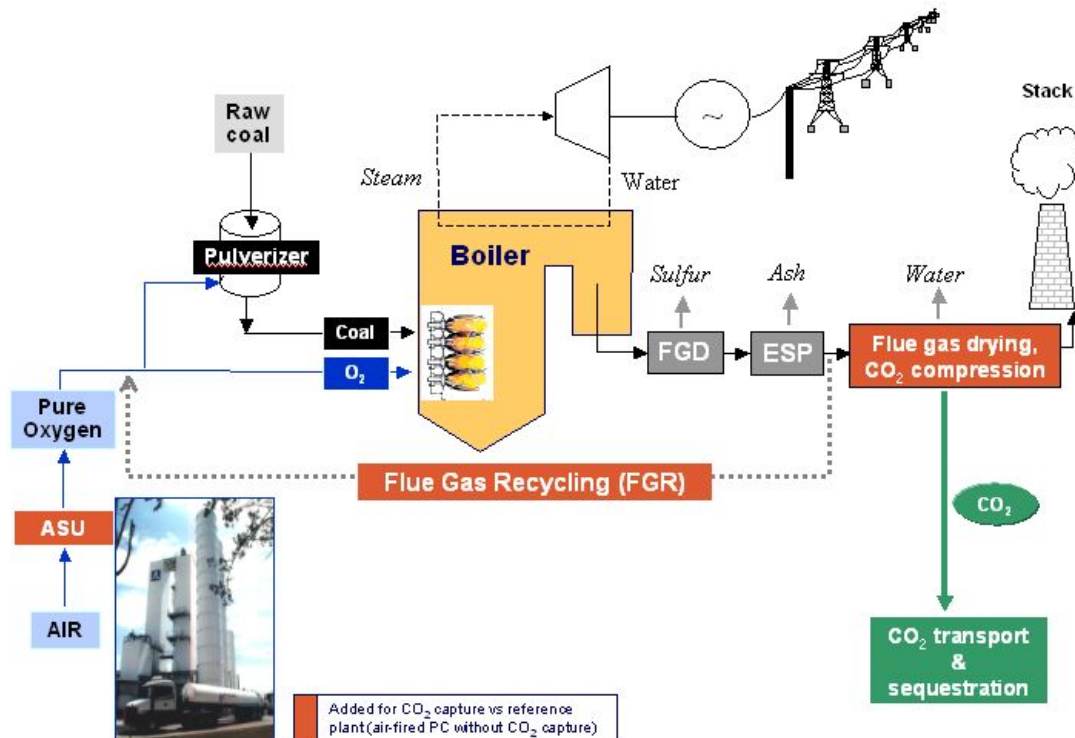 Stack
Raw
coal
~
Steam
Water
Pulverizer
Boiler
Sulfur
Ash
Water
Coal
O₂
FGD
ESP
Flue gas drying,
CO₂ compression
Pure
Oxygen
Flue Gas Recycling (FGR)
ASU
CO₂
AIR
CO₂ transport
&
sequestration
Added for CO₂ capture vs reference
plant (air-fired PC without CO₂ capture)